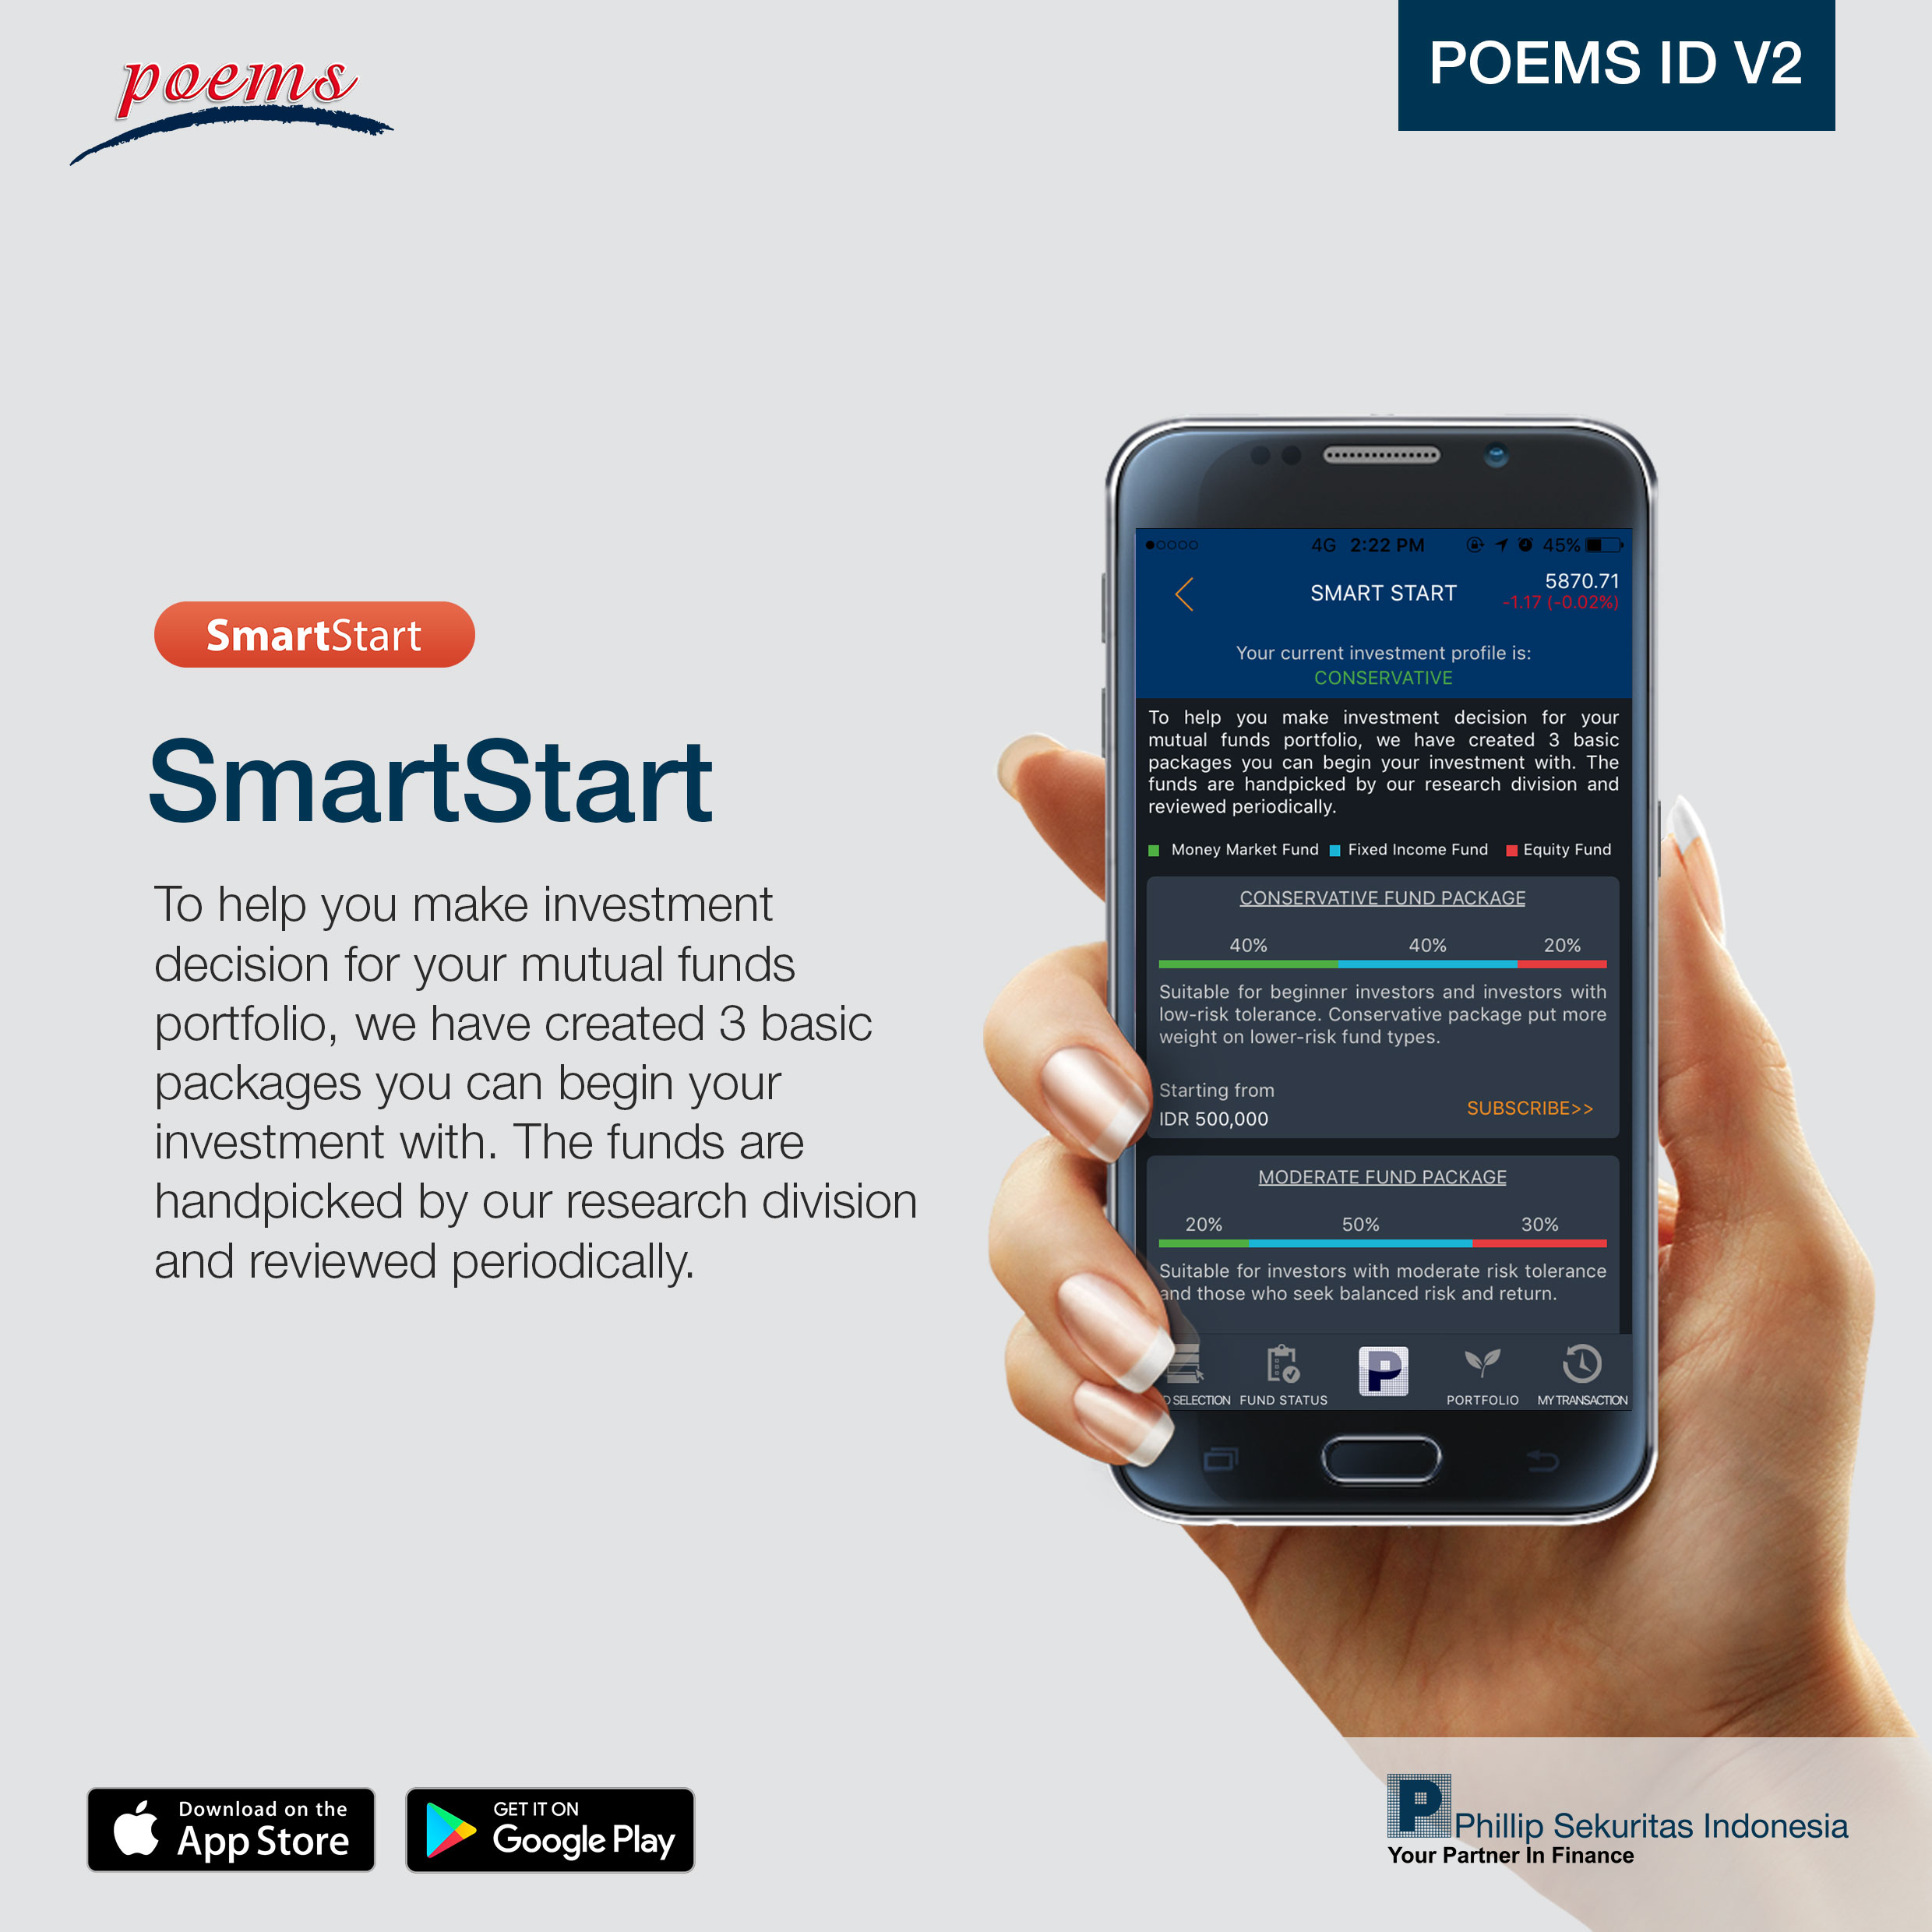 poems
POEMS ID V2
SmartStart
SmartStart
To help you make investment
decision for your mutual funds
portfolio, we have created 3 basic
packages you can begin your
investment with. The funds are
handpicked by our research division
and reviewed periodically.
4G 2:22 PM 45%
SMART START
5870.71
-1.17 (-0.02%)
Your current investment profile is:
CONSERVATIVE
To help you make investment decision for your
mutual funds portfolio, we have created 3 basic
packages you can begin your investment with. The
funds are handpicked by our research division and
reviewed periodically.
Money Market Fund Fixed Income Fund Equity Fund
CONSERVATIVE FUND PACKAGE
40% 40% 20%
Suitable for beginner investors and investors with
low-risk tolerance. Conservative package put more
weight on lower-risk fund types.
Starting from
IDR 500,000
SUBSCRIBE>>
MODERATE FUND PACKAGE
20% 50% 30%
Suitable for investors with moderate risk tolerance
and those who seek balanced risk and return.
P
SELECTION FUND STATUS PORTFOLIO MY TRANSACTION
Download on the
App Store
GET IT ON
Google Play
P
Phillip Sekuritas Indonesia
Your Partner In Finance